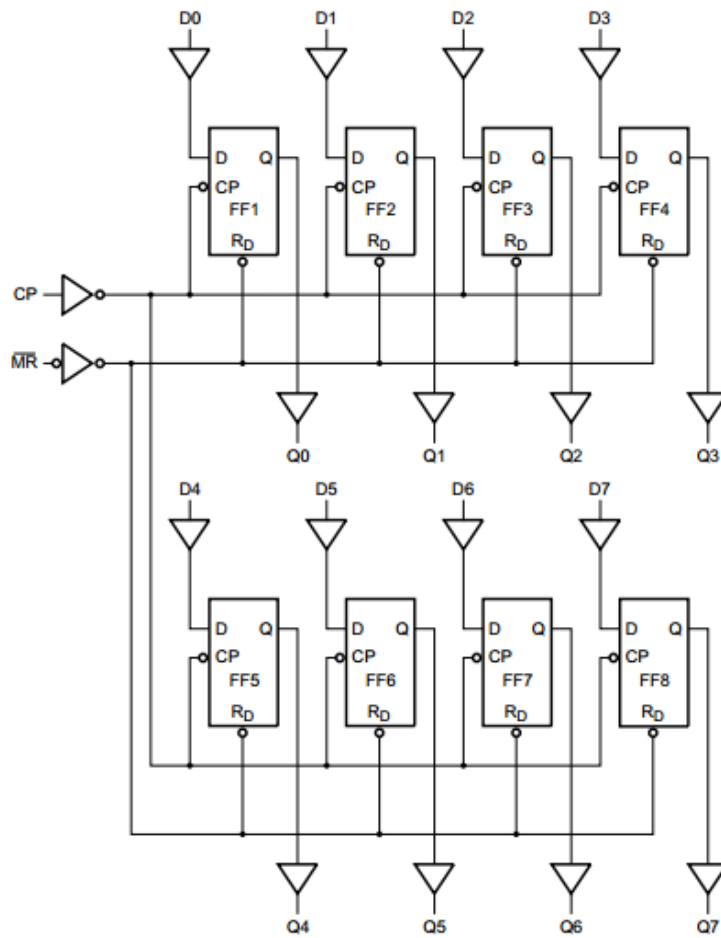 D0 D1 D2 D3
D Q D Q D Q D Q
CP CP CP CP
FF1 FF2 FF3 FF4
RD RD RD RD
CP
M̅R̅
Q0 Q1 Q2 Q3
D4 D5 D6 D7
D Q D Q D Q D Q
CP CP CP CP
FF5 FF6 FF7 FF8
RD RD RD RD
Q4 Q5 Q6 Q7